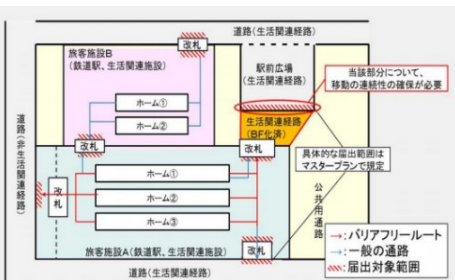 道路(生活関連経路)
改札
旅客施設B
(鉄道駅、生活関連施設)
駅前広場
(生活関連経路)
当該部分について、
移動の連続性の確保が必要
ホーム①
ホーム②
生活関連経路
(BF化済)
改札
改札
具体的な届出範囲は
マスタープランで規定
道路(非生活関連経路)
改札
ホーム①
ホーム②
ホーム③
公共用通路
→:バリアフリールート
→:一般の通路
:届出対象範囲
改札
旅客施設A(鉄道駅、生活関連施設)
道路(生活関連経路)